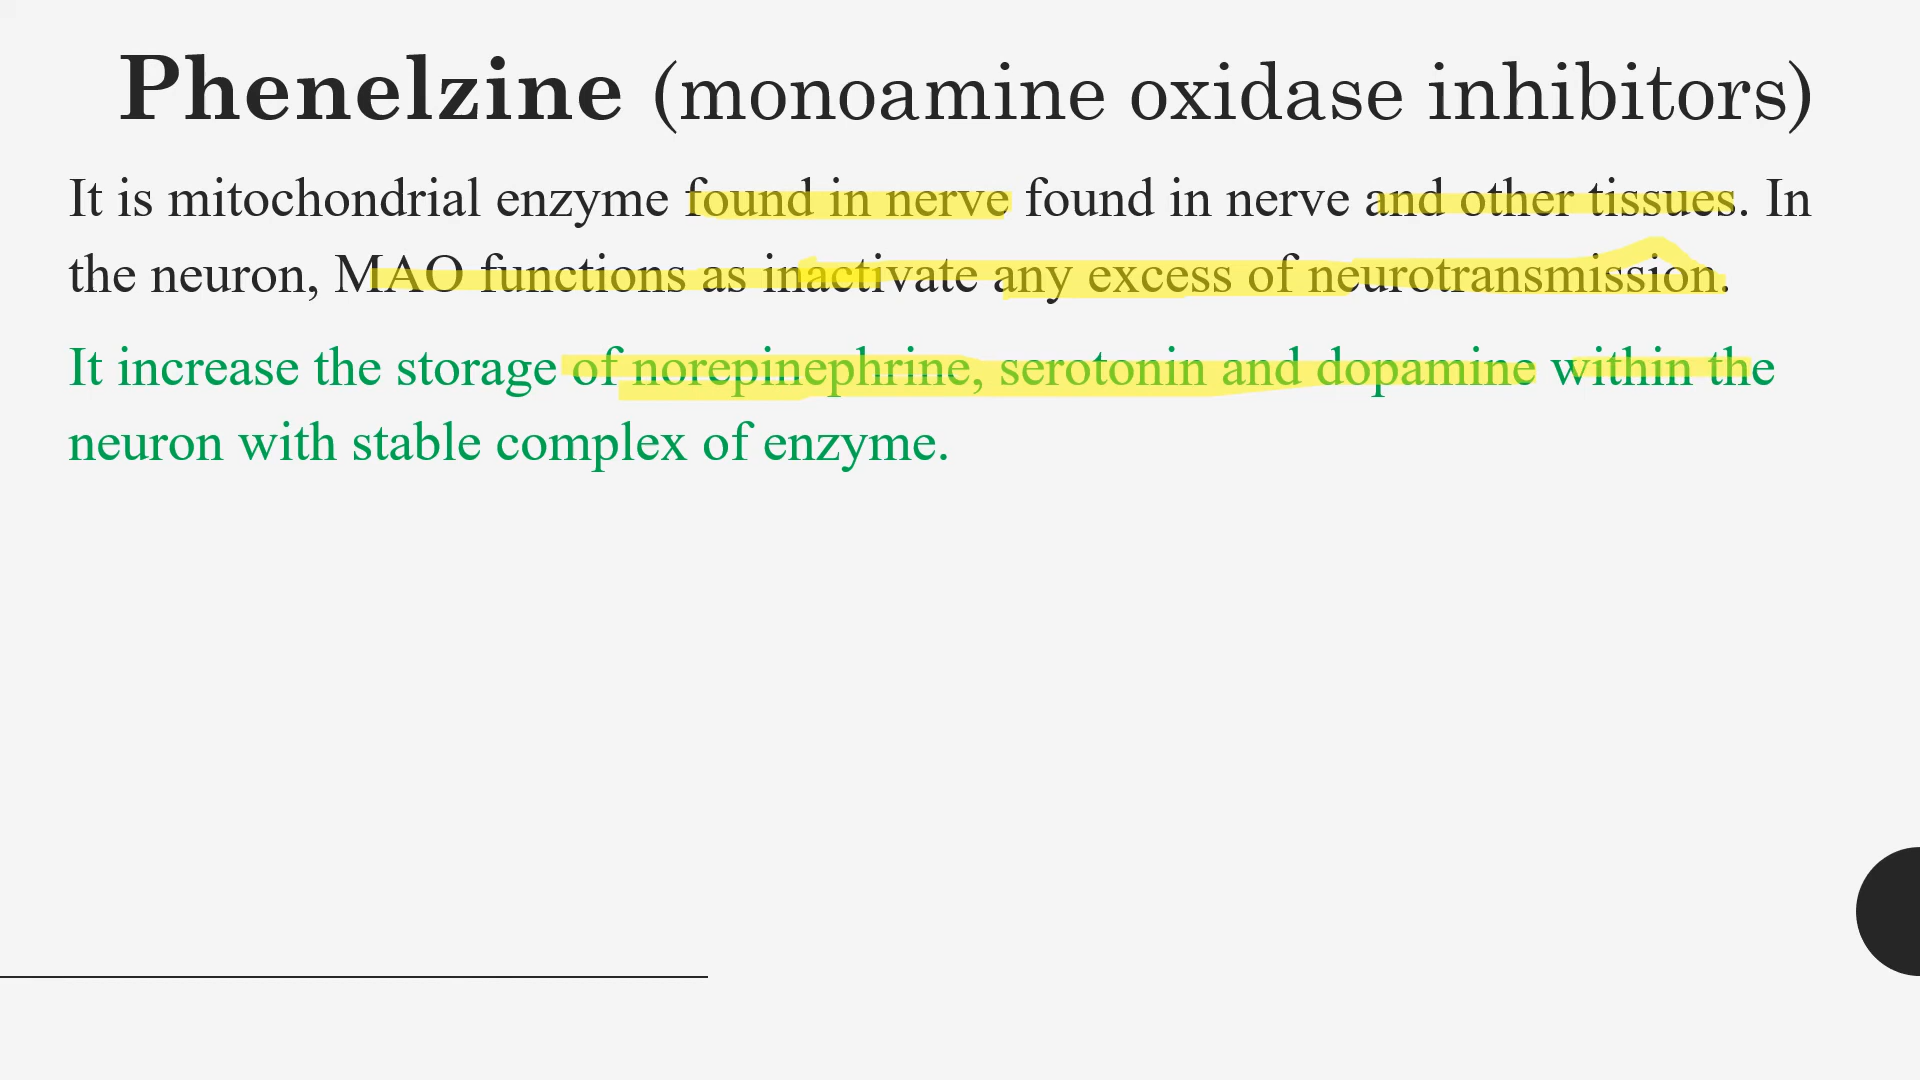 Phenelzine (monoamine oxidase inhibitors)
It is mitochondrial enzyme found in nerve found in nerve and other tissues. In
the neuron, MAO functions as inactivate any excess of neurotransmission.
It increase the storage of norepinephrine, serotonin and dopamine within the
neuron with stable complex of enzyme.